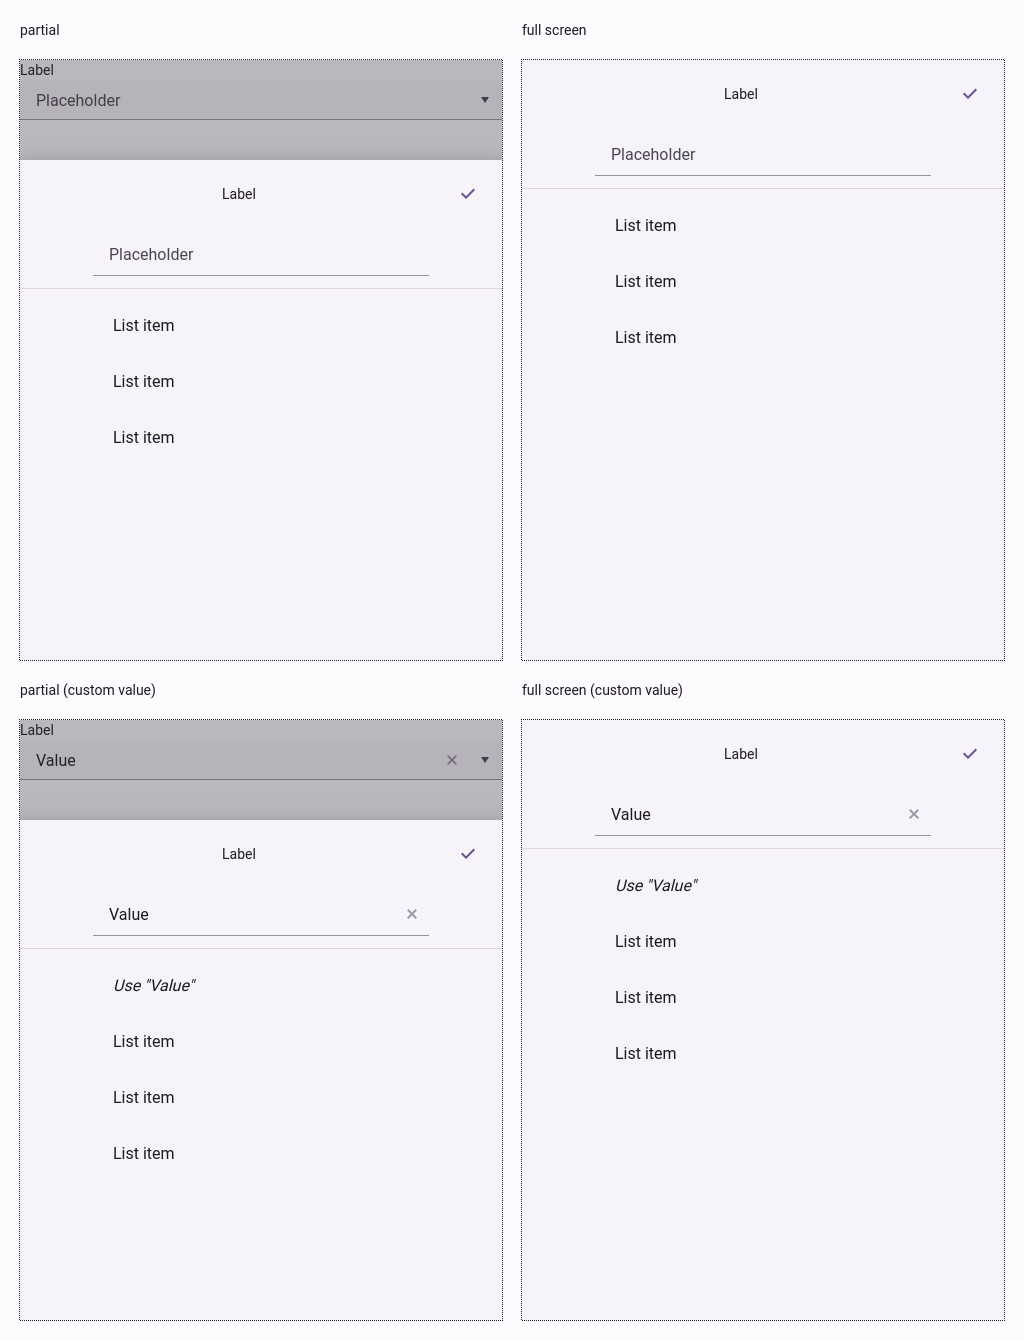 partial
Label
Placeholder
Label
Placeholder
List item
List item
List item
full screen
Label
Placeholder
List item
List item
List item
partial (custom value)
Label
Value
Label
Value
Use "Value"
List item
List item
List item
full screen (custom value)
Label
Value
Use "Value"
List item
List item
List item